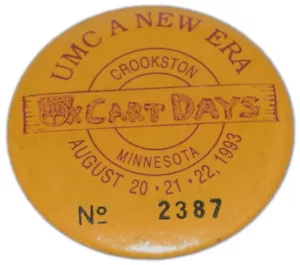 UMC A NEW ERA
CROOKSTON
OX CART DAYS
MINNESOTA
AUGUST 20 · 21 · 22, 1993
No 2387